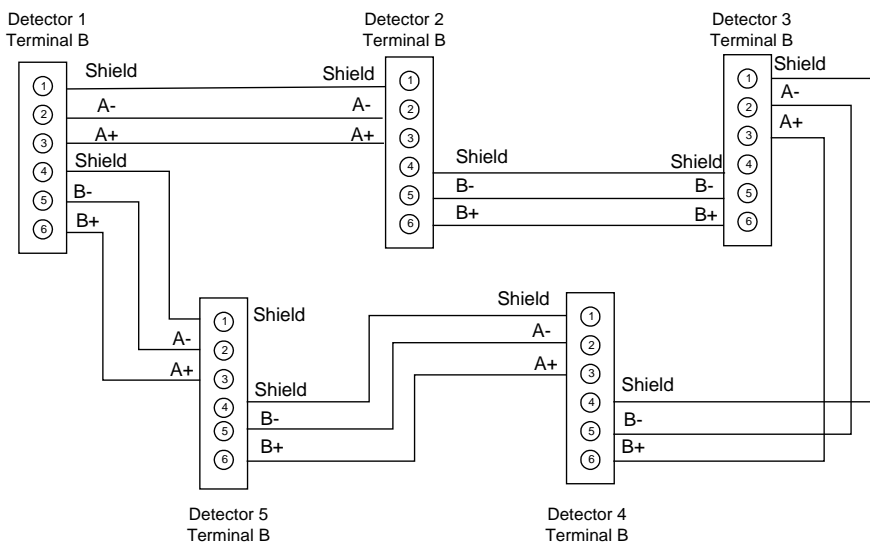 Detector 1
Terminal B
Detector 2
Terminal B
Detector 3
Terminal B
1
2
3
4
5
6
Shield
A-
A+
Shield
B-
B+
Shield
A-
A+
1
2
3
4
5
6
Shield
B-
B+
Shield
B-
B+
1
2
3
4
5
6
Shield
A-
A+
A-
A+
1
2
3
4
5
6
Shield
Shield
B-
B+
Shield
A-
A+
1
2
3
4
5
6
Shield
B-
B+
Detector 5
Terminal B
Detector 4
Terminal B